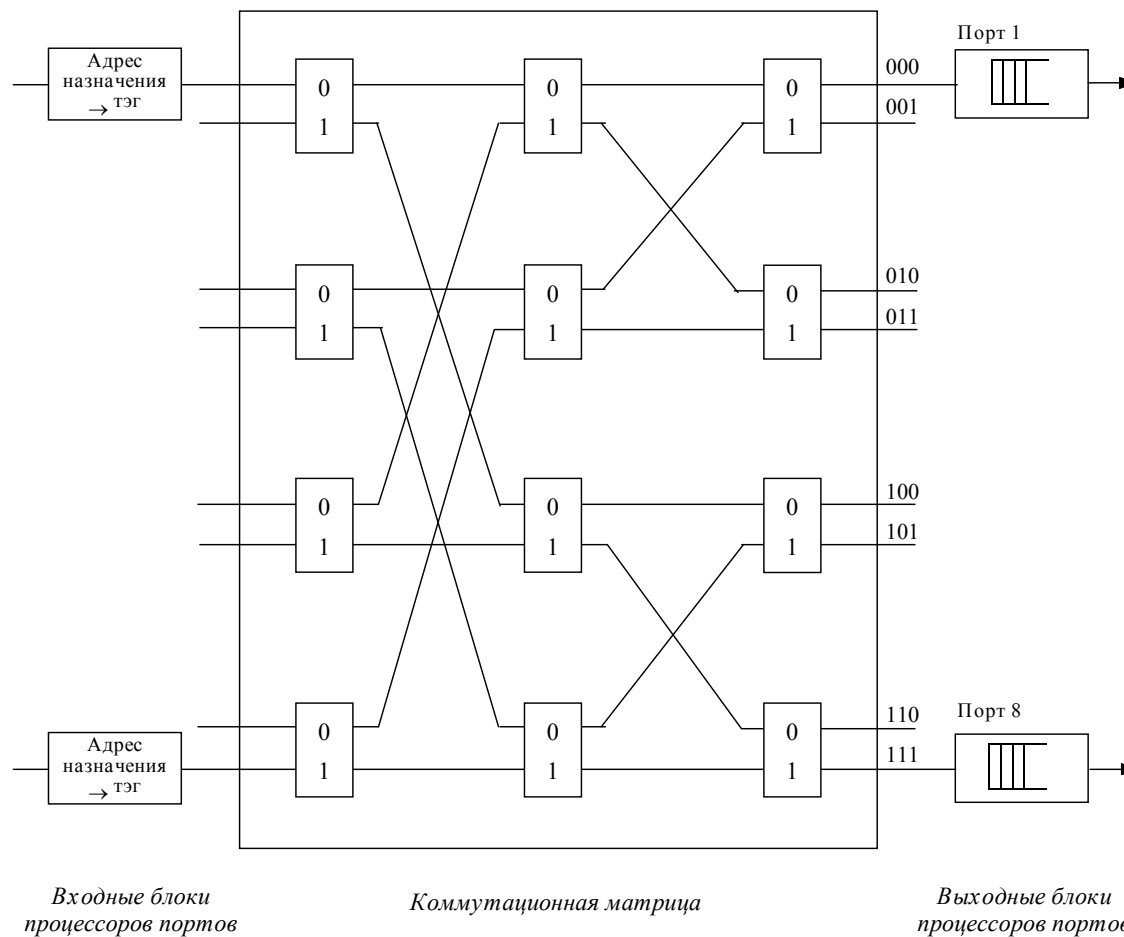 Порт 1
Адрес
назначения
→ тэг
0
1
0
1
0
1
000
001
0
1
0
1
0
1
010
011
0
1
0
1
0
1
100
101
Порт 8
Адрес
назначения
→ тэг
0
1
0
1
0
1
110
111
Входные блоки
процессоров портов
Коммутационная матрица
Выходные блоки
процессоров портов